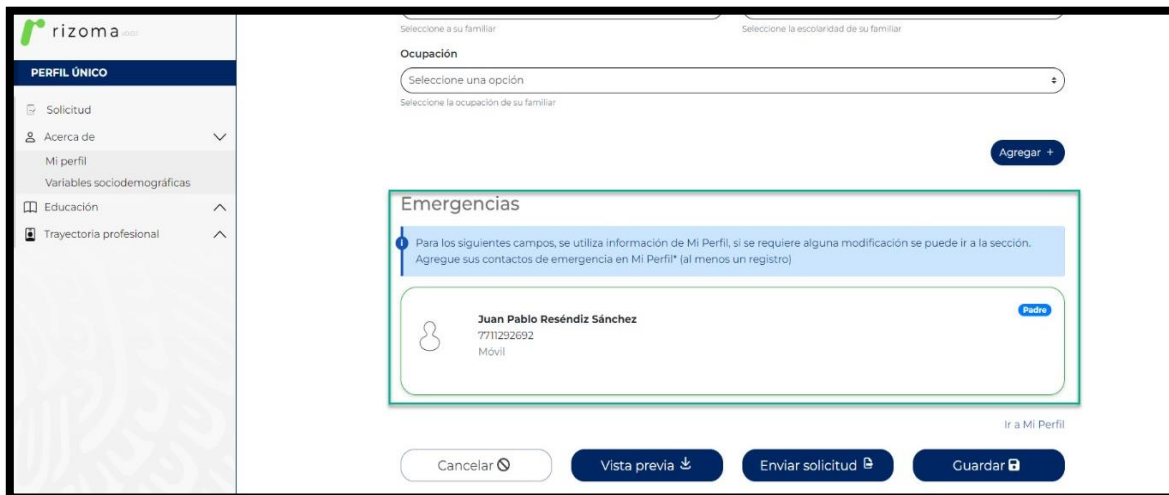 rizoma
PERFIL ÚNICO
Solicitud
Acerca de
Mi perfil
Variables sociodemográficas
Educación
Trayectoria profesional
Seleccione a su familiar
Seleccione la escolaridad de su familiar
Ocupación
Seleccione una opción
Seleccione la ocupación de su familiar
Agregar +
Emergencias
Para los siguientes campos, se utiliza información de Mi Perfil, si se requiere alguna modificación se puede ir a la sección.
Agregue sus contactos de emergencia en Mi Perfil* (al menos un registro)
Juan Pablo Reséndiz Sánchez
Padre
7711292692
Móvil
Ir a Mi Perfil
Cancelar
Vista previa
Enviar solicitud
Guardar